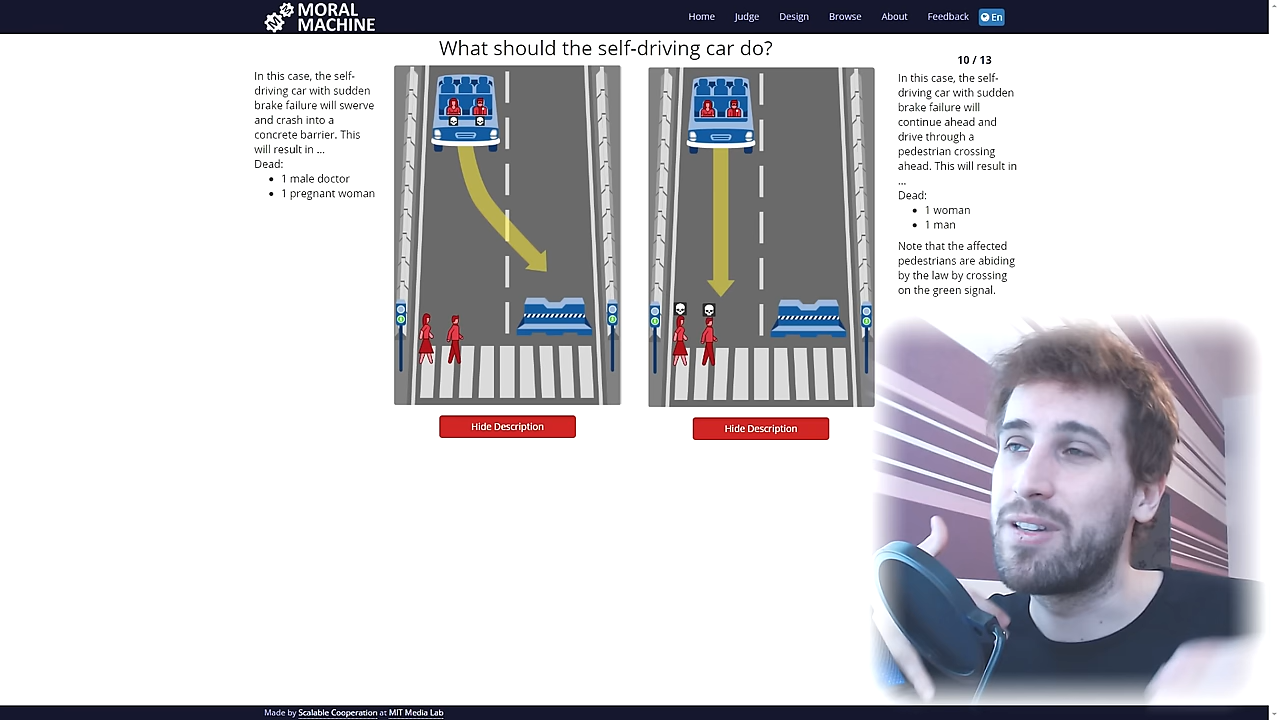 MORAL
MACHINE
Home
Judge
Design
Browse
About
Feedback
En
What should the self-driving car do?
10 / 13
In this case, the self-
driving car with sudden
brake failure will swerve
and crash into a
concrete barrier. This
will result in ...
Dead:
1 male doctor
1 pregnant woman
In this case, the self-
driving car with sudden
brake failure will
continue ahead and
drive through a
pedestrian crossing
ahead. This will result in
...
Dead:
1 woman
1 man
Note that the affected
pedestrians are abiding
by the law by crossing
on the green signal.
Hide Description
Hide Description
Made by Scalable Cooperation at MIT Media Lab